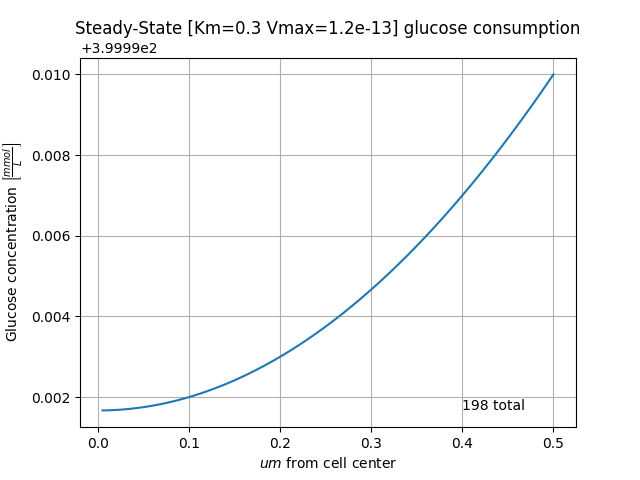 Steady-State [Km=0.3 Vmax=1.2e-13] glucose consumption
+3.9999e2
0.010
0.008
0.006
0.004
0.002
Glucose concentration [mmol/L]
198 total
0.0 0.1 0.2 0.3 0.4 0.5
um from cell center